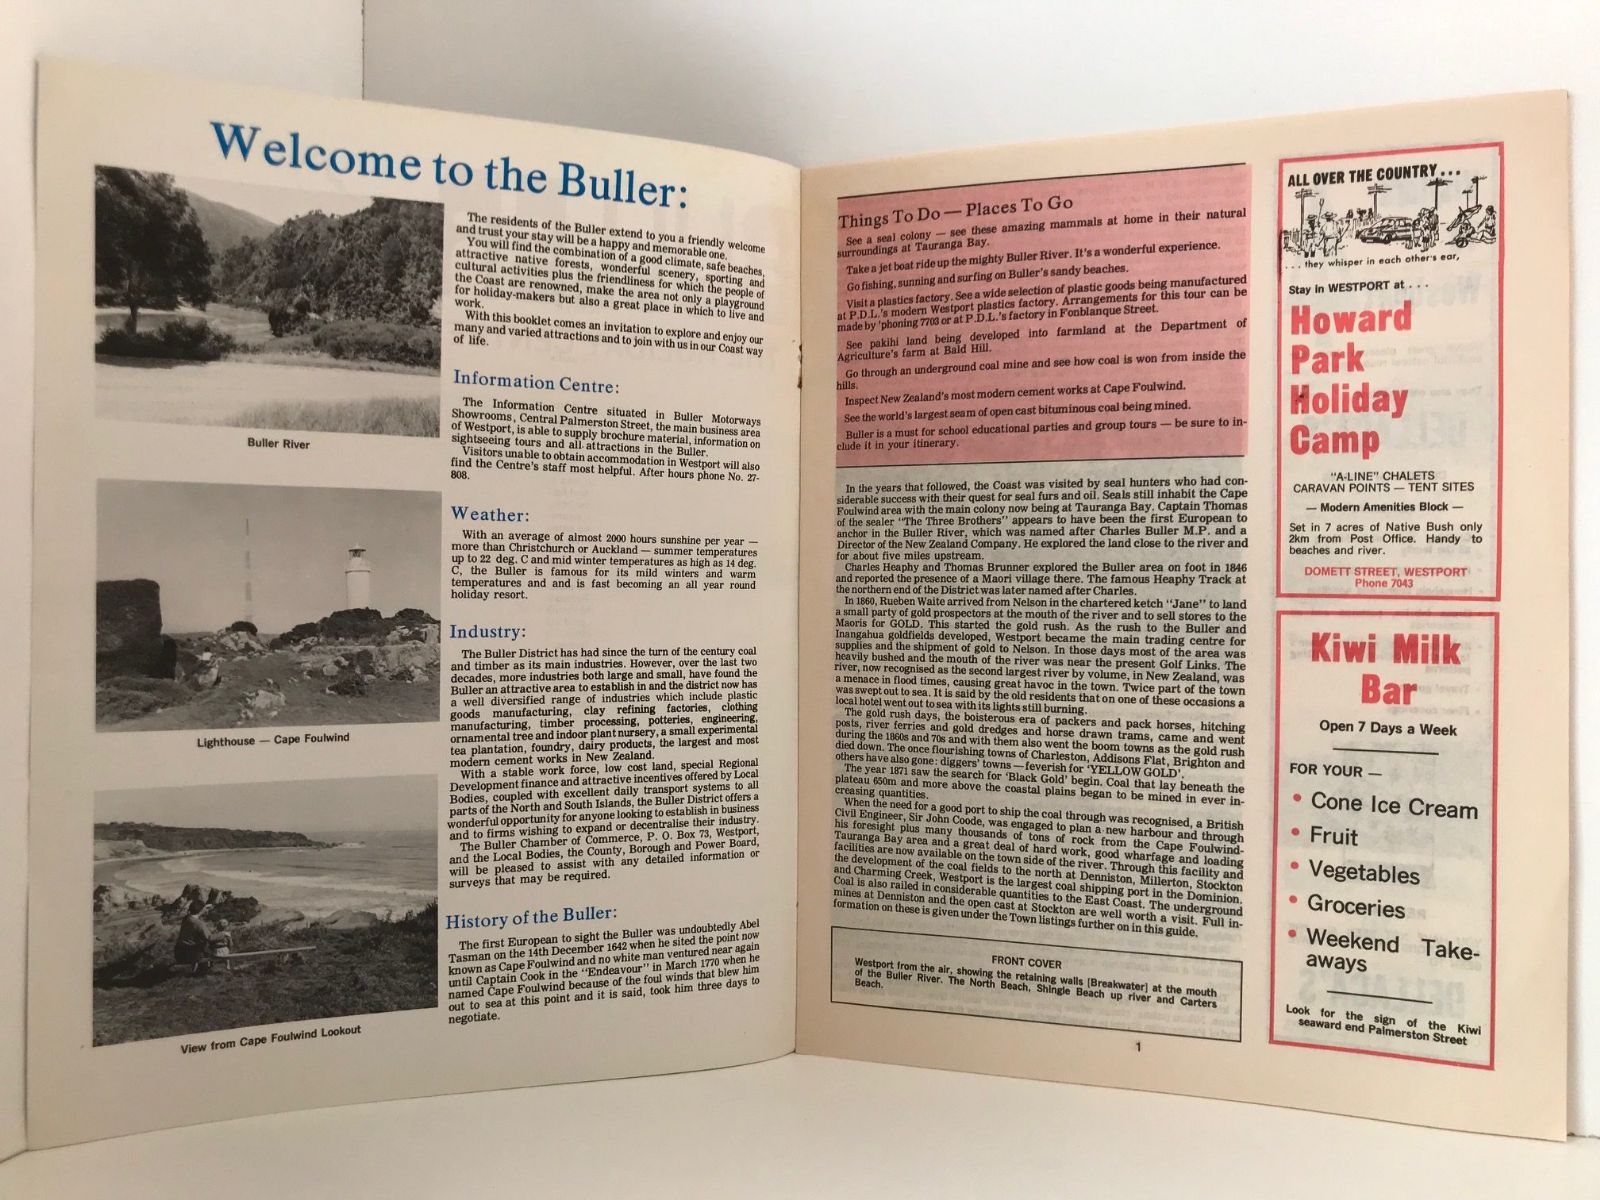 Welcome to the Buller:
Buller River
Lighthouse — Cape Foulwind
View from Cape Foulwind Lookout
The residents of the Buller extend to you a friendly welcome
and trust your stay will be a happy and memorable one.
You will find the combination of a good climate, safe beaches,
attractive native forests, wonderful scenery, sporting and
cultural activities plus the friendliness for which the people of
the Coast are renowned, make the area not only a playground
for holiday-makers but also a great place in which to live and
work.
With this booklet comes an invitation to explore and enjoy our
many and varied attractions and to join with us in our Coast way
of life.
Information Centre:
The Information Centre situated in Buller Motorways
Showrooms, Central Palmerston Street, the main business area
of Westport, is able to supply brochure material, information on
sightseeing tours and all attractions in the Buller.
Visitors unable to obtain accommodation in Westport will also
find the Centre's staff most helpful. After hours phone No. 27-
808.
Weather:
With an average of almost 2000 hours sunshine per year —
more than Christchurch or Auckland — summer temperatures
up to 22 deg. C and mid winter temperatures as high as 14 deg.
C, the Buller is famous for its mild winters and warm
temperatures and and is fast becoming an all year round
holiday resort.
Industry:
The Buller District has had since the turn of the century coal
and timber as its main industries. However, over the last two
decades, more industries both large and small, have found the
Buller an attractive area to establish in and the district now has
a well diversified range of industries which include plastic
goods manufacturing, clay refining factories, clothing
manufacturing, timber processing, potteries, engineering,
ornamental tree and indoor plant nursery, a small experimental
tea plantation, foundry, dairy products, the largest and most
modern cement works in New Zealand.
With a stable work force, low cost land, special Regional
Development finance and attractive incentives offered by Local
Bodies, coupled with excellent daily transport systems to all
parts of the North and South Islands, the Buller District offers a
wonderful opportunity for anyone looking to establish in business
and to firms wishing to expand or decentralise their industry.
The Buller Chamber of Commerce, P. O. Box 73, Westport,
and the Local Bodies, the County, Borough and Power Board,
will be pleased to assist with any detailed information or
surveys that may be required.
History of the Buller:
The first European to sight the Buller was undoubtedly Abel
Tasman on the 14th December 1642 when he sited the point now
known as Cape Foulwind and no white man ventured near again
until Captain Cook in the "Endeavour" in March 1770 when he
named Cape Foulwind because of the foul winds that blew him
out to sea at this point and it is said, took him three days to
negotiate.
Things To Do — Places To Go
See a seal colony — see these amazing mammals at home in their natural
surroundings at Tauranga Bay.
Take a jet boat ride up the mighty Buller River. It's a wonderful experience.
Go fishing, sunning and surfing on Buller's sandy beaches.
Visit a plastics factory. See a wide selection of plastic goods being manufactured
at P.D.L.'s modern Westport plastics factory. Arrangements for this tour can be
made by 'phoning 7703 or at P.D.L.'s factory in Fonblanque Street.
See pakihi land being developed into farmland at the Department of
Agriculture's farm at Bald Hill.
Go through an underground coal mine and see how coal is won from inside the
hills.
Inspect New Zealand's most modern cement works at Cape Foulwind.
See the world's largest seam of open cast bituminous coal being mined.
Buller is a must for school educational parties and group tours — be sure to in-
clude it in your itinerary.
In the years that followed, the Coast was visited by seal hunters who had con-
siderable success with their quest for seal furs and oil. Seals still inhabit the Cape
Foulwind area with the main colony now being at Tauranga Bay. Captain Thomas
of the sealer "The Three Brothers" appears to have been the first European to
anchor in the Buller River, which was named after Charles Buller M.P. and a
Director of the New Zealand Company. He explored the land close to the river and
for about five miles upstream.
Charles Heaphy and Thomas Brunner explored the Buller area on foot in 1846
and reported the presence of a Maori village there. The famous Heaphy Track at
the northern end of the District was later named after Charles.
In 1860, Rueben Waite arrived from Nelson in the chartered ketch "Jane" to land
a small party of gold prospectors at the mouth of the river and to sell stores to the
Maoris for GOLD. This started the gold rush. As the rush to the Buller and
Inangahua goldfields developed, Westport became the main trading centre for
supplies and the shipment of gold to Nelson. In those days most of the area was
heavily bushed and the mouth of the river was near the present Golf Links. The
river, now recognised as the second largest river by volume, in New Zealand, was
a menace in flood times, causing great havoc in the town. Twice part of the town
was swept out to sea. It is said by the old residents that on one of these occasions a
local hotel went out to sea with its lights still burning.
The gold rush days, the boisterous era of packers and pack horses, hitching
posts, river ferries and gold dredges and horse drawn trams, came and went
during the 1860s and 70s and with them also went the boom towns as the gold rush
died down. The once flourishing towns of Charleston, Addisons Flat, Brighton and
others have also gone: diggers' towns — feverish for 'YELLOW GOLD'.
The year 1871 saw the search for 'Black Gold' begin. Coal that lay beneath the
plateau 650m and more above the coastal plains began to be mined in ever in-
creasing quantities.
When the need for a good port to ship the coal through was recognised, a British
Civil Engineer, Sir John Coode, was engaged to plan a new harbour and through
his foresight plus many thousands of tons of rock from the Cape Foulwind-
Tauranga Bay area and a great deal of hard work, good wharfage and loading
facilities are now available on the town side of the river. Through this facility and
the development of the coal fields to the north at Denniston, Millerton, Stockton
and Charming Creek, Westport is the largest coal shipping port in the Dominion.
Coal is also railed in considerable quantities to the East Coast. The underground
mines at Denniston and the open cast at Stockton are well worth a visit. Full in-
formation on these is given under the Town listings further on in this guide.
FRONT COVER
Westport from the air, showing the retaining walls [Breakwater] at the mouth
of the Buller River. The North Beach, Shingle Beach up river and Carters
Beach.
1
ALL OVER THE COUNTRY...
...they whisper in each other's ear,
Stay in WESTPORT at ...
Howard
Park
Holiday
Camp
"A-LINE" CHALETS
CARAVAN POINTS — TENT SITES
— Modern Amenities Block —
Set in 7 acres of Native Bush only
2km from Post Office. Handy to
beaches and river.
DOMETT STREET, WESTPORT
Phone 7043
Kiwi Milk
Bar
Open 7 Days a Week
FOR YOUR —
• Cone Ice Cream
• Fruit
• Vegetables
• Groceries
• Weekend Take-
aways
Look for the sign of the Kiwi
seaward end Palmerston Street